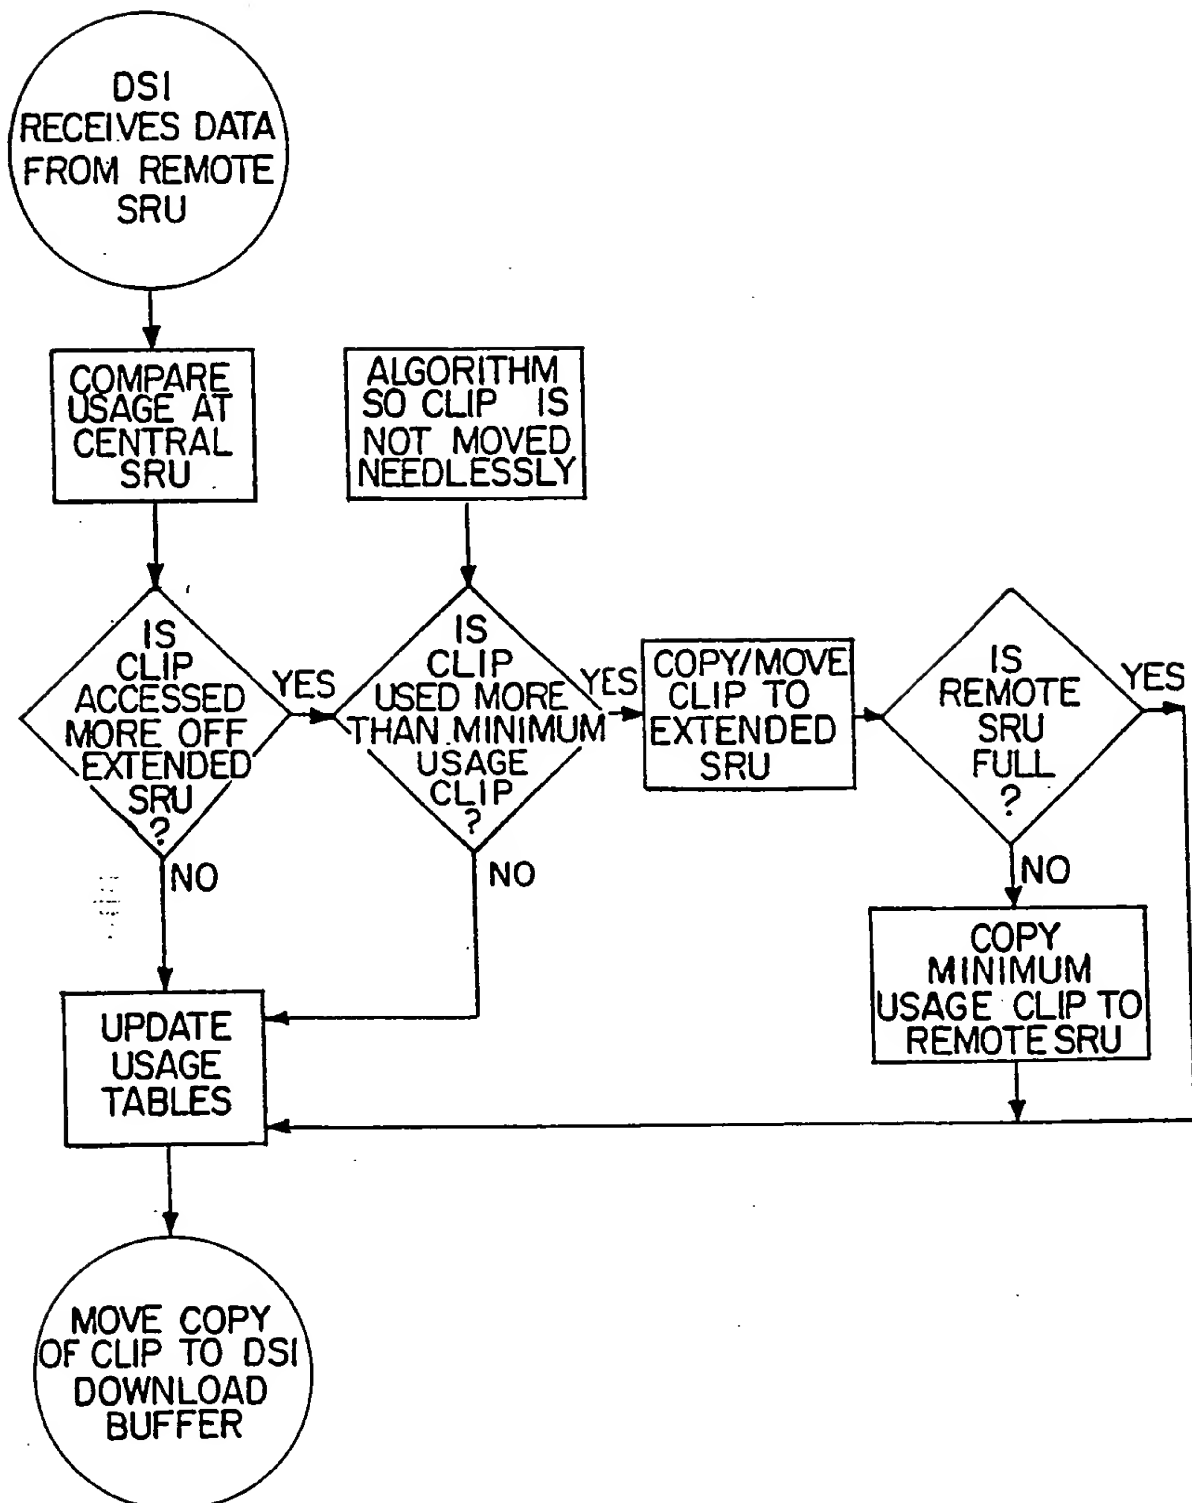 DSI
RECEIVES DATA
FROM REMOTE
SRU
COMPARE
USAGE AT
CENTRAL
SRU
ALGORITHM
SO CLIP IS
NOT MOVED
NEEDLESSLY
IS
CLIP
ACCESSED
MORE OFF
EXTENDED
SRU
?
YES
NO
IS
CLIP
USED MORE
THAN MINIMUM
USAGE
CLIP
?
YES
NO
COPY/MOVE
CLIP TO
EXTENDED
SRU
IS
REMOTE
SRU
FULL
?
YES
NO
COPY
MINIMUM
USAGE CLIP TO
REMOTE SRU
UPDATE
USAGE
TABLES
MOVE COPY
OF CLIP TO DSI
DOWNLOAD
BUFFER